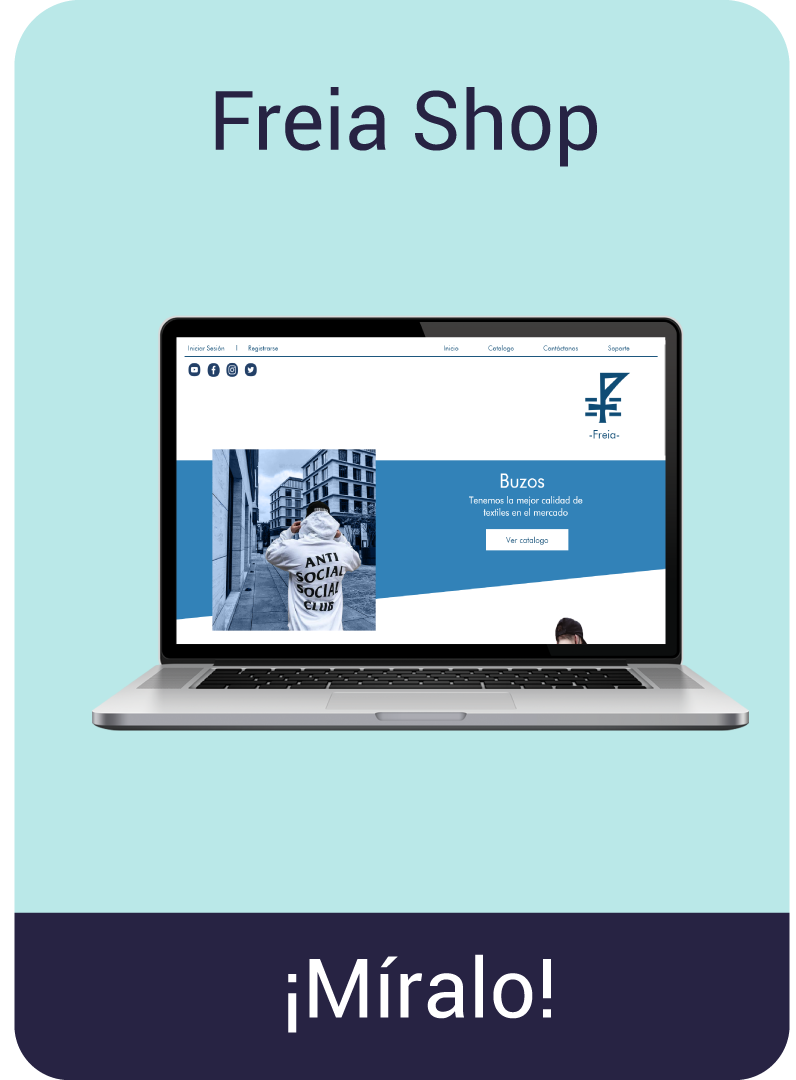 Freia Shop
Iniciar Sesión | Registrarse
Inicio Catalogo Contáctanos Soporte
-Freia-
Buzos
Tenemos la mejor calidad de
textiles en el mercado
Ver catalogo
ANTI
SOCIAL
SOCIAL
CLUB
¡Míralo!